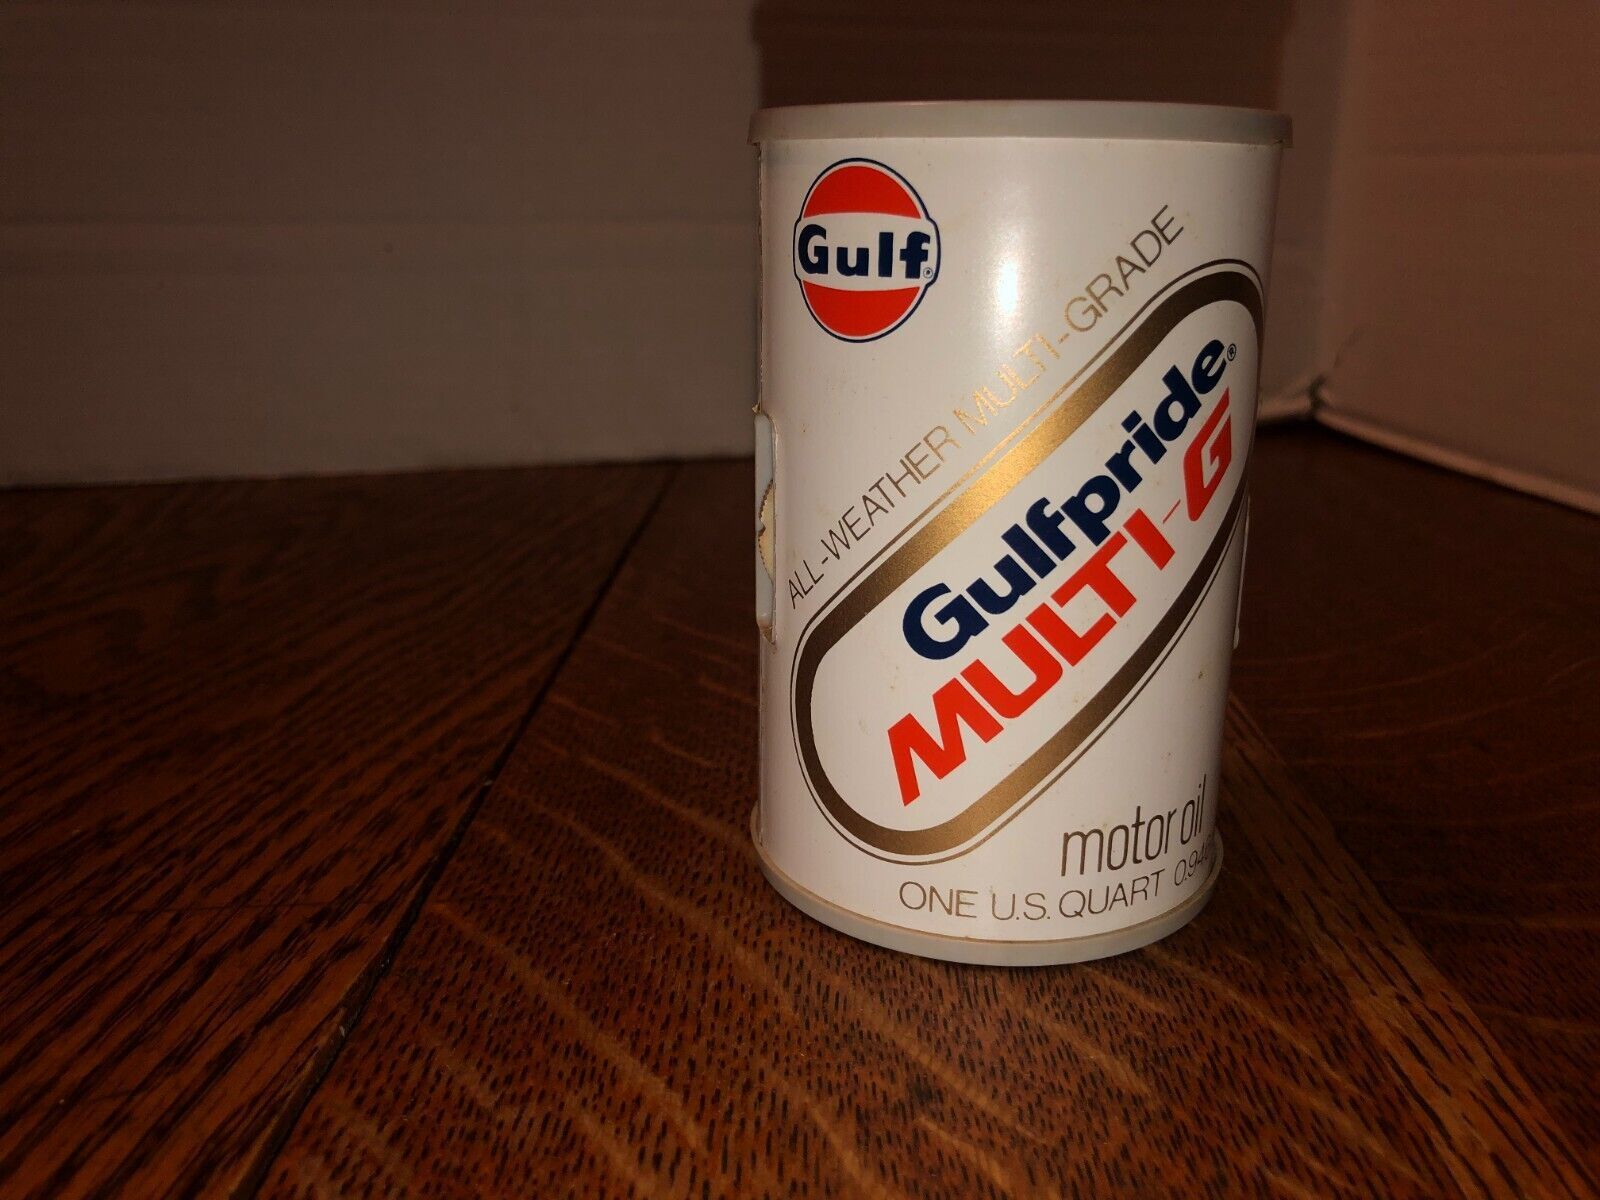 Gulf®
ALL-WEATHER MULTI-GRADE
Gulfpride®
MULTI-G
motor oil
ONE U.S. QUART